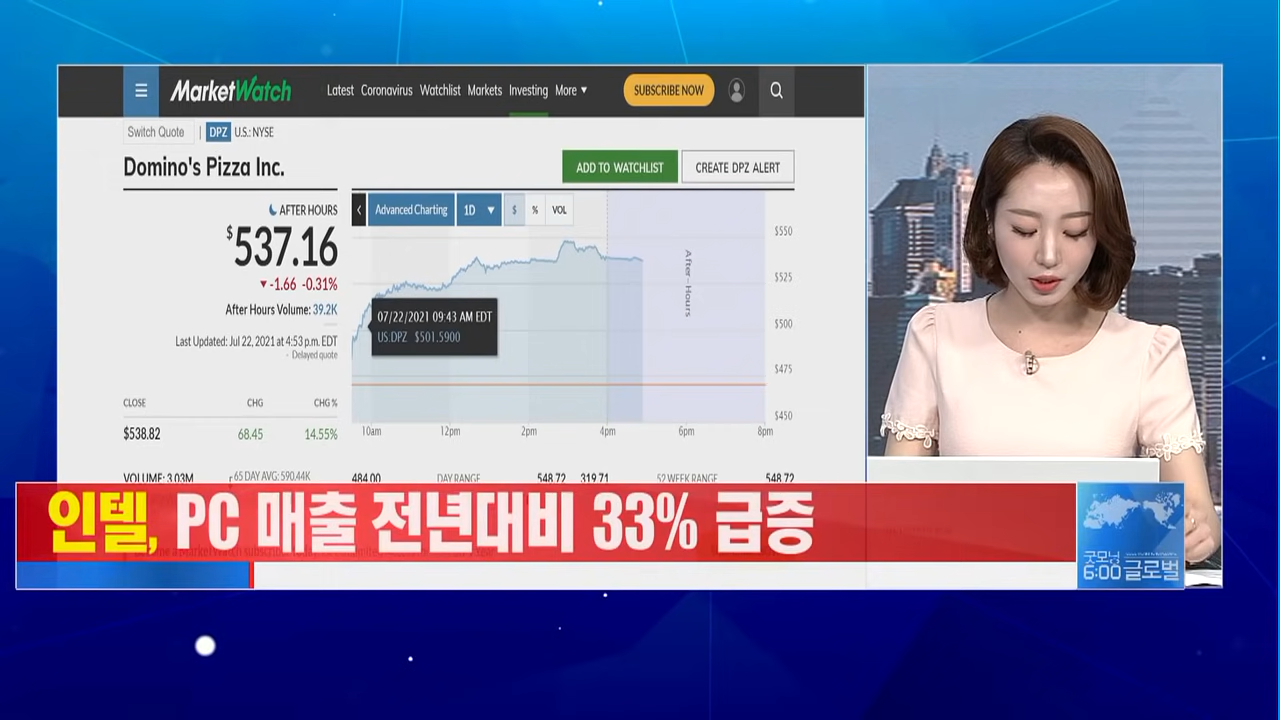 MarketWatch
Latest Coronavirus Watchlist Markets Investing More ▼
SUBSCRIBE NOW
Switch Quote | DPZ U.S.: NYSE
Domino's Pizza Inc.
ADD TO WATCHLIST CREATE DPZ ALERT
AFTER HOURS
$537.16
▼ -1.66 -0.31%
After Hours Volume: 39.2K
Last Updated: Jul 22, 2021 at 4:53 p.m. EDT
- Delayed quote
CLOSE CHG CHG %
$538.82 68.45 14.55%
VOLUME: 3.03M 65 DAY AVG: 590.44K
Advanced Charting 1D ▼ $ % VOL
$550
$525
$500
$475
$450
After-Hours
07/22/2021 09:43 AM EDT
US:DPZ $501.5900
10am 12pm 2pm 4pm 6pm 8pm
484.00 DAY RANGE 548.72 319.71 52 WEEK RANGE 548.72
인텔, PC 매출 전년대비 33% 급증
굿모닝
6:00 글로벌